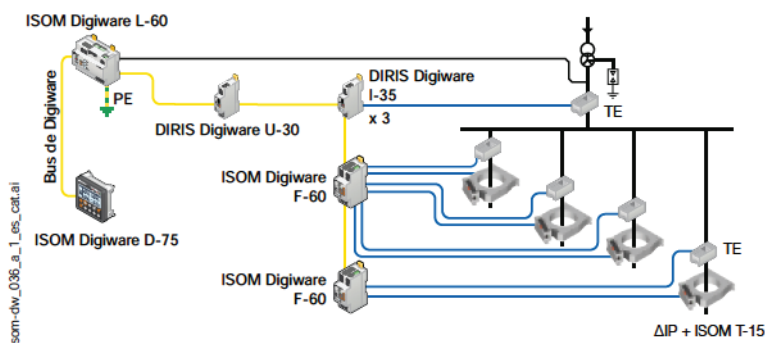 ISOM Digiware L-60
PE
Bus de Digiware
DIRIS Digiware U-30
DIRIS Digiware
I-35
x 3
TE
ISOM Digiware
F-60
ISOM Digiware D-75
ISOM Digiware
F-60
TE
ΔIP + ISOM T-15
som-dw_036_a_1_es_cat.ai